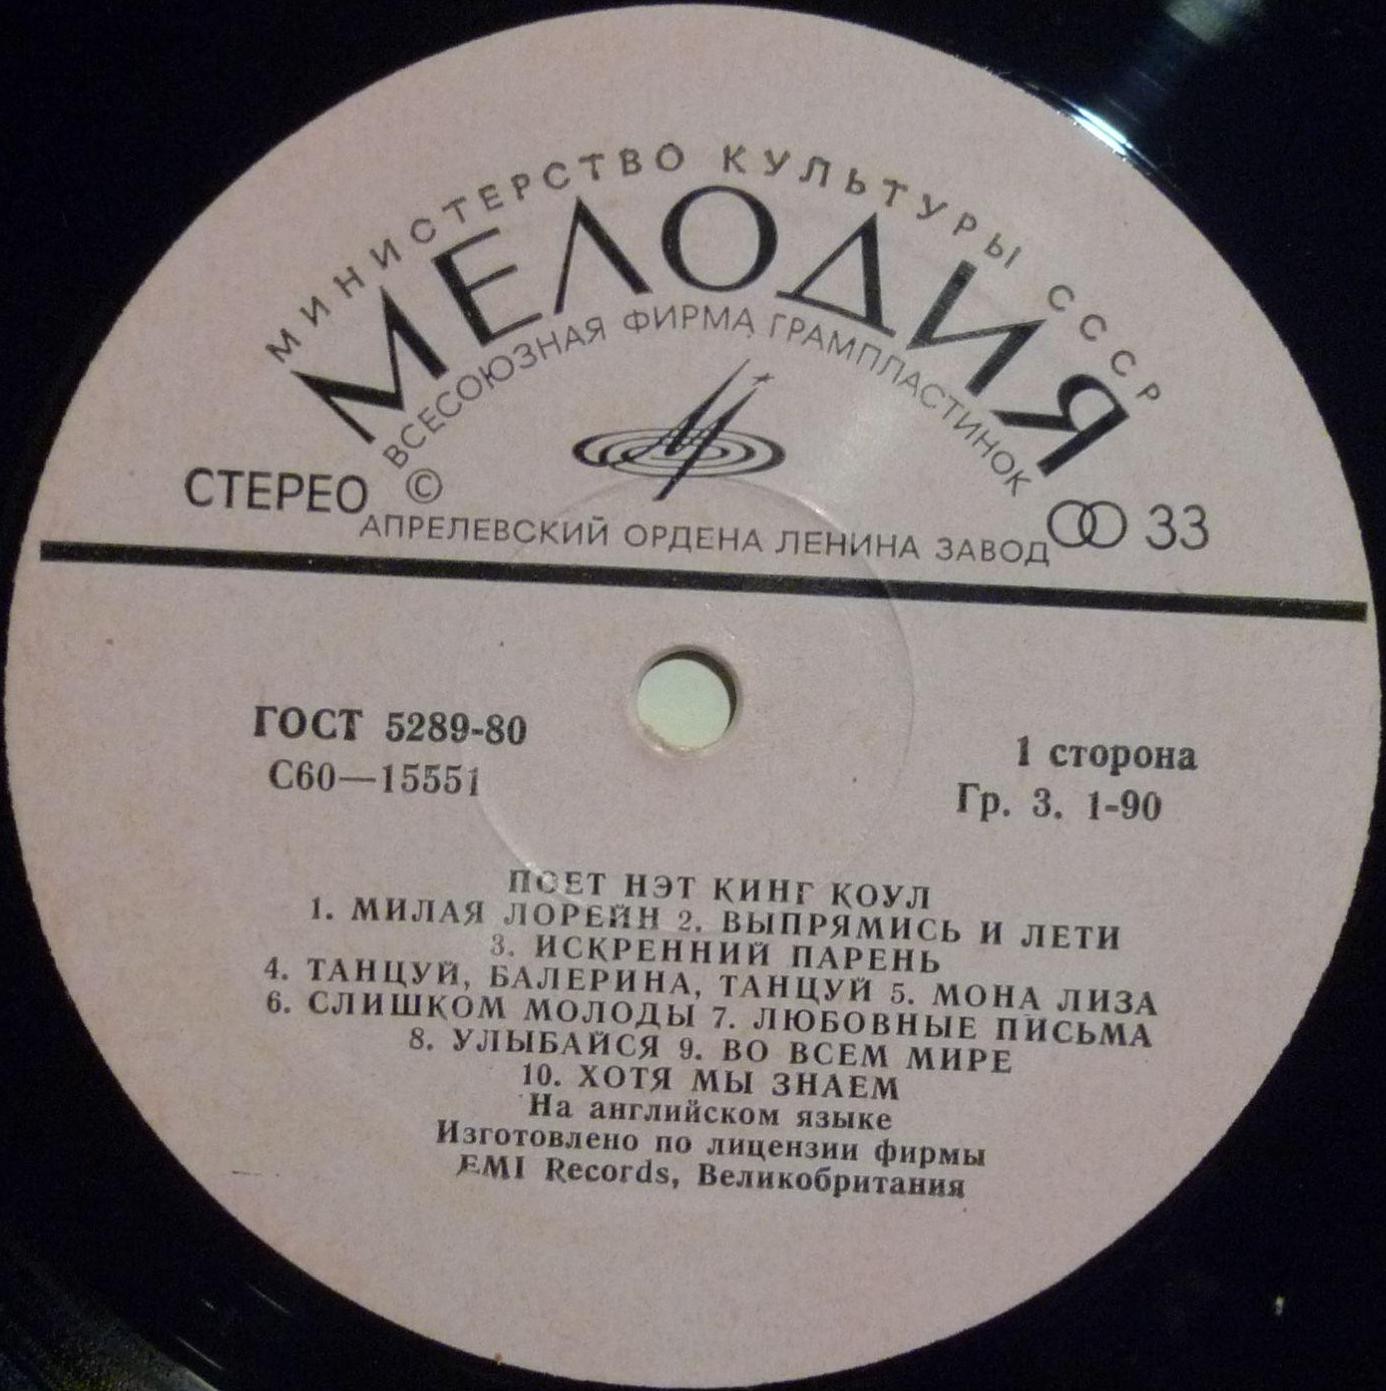 МИНИСТЕРСТВО КУЛЬТУРЫ СССР
МЕЛОДИЯ
ВСЕСОЮЗНАЯ ФИРМА ГРАМПЛАСТИНОК
СТЕРЕО © 33
АПРЕЛЕВСКИЙ ОРДЕНА ЛЕНИНА ЗАВОД
ГОСТ 5289-80
С60—15551
1 сторона
Гр. 3. 1-90
ПОЕТ НЭТ КИНГ КОУЛ
1. МИЛАЯ ЛОРЕЙН 2. ВЫПРЯМИСЬ И ЛЕТИ
3. ИСКРЕННИЙ ПАРЕНЬ
4. ТАНЦУЙ, БАЛЕРИНА, ТАНЦУЙ 5. МОНА ЛИЗА
6. СЛИШКОМ МОЛОДЫ 7. ЛЮБОВНЫЕ ПИСЬМА
8. УЛЫБАЙСЯ 9. ВО ВСЕМ МИРЕ
10. ХОТЯ МЫ ЗНАЕМ
На английском языке
Изготовлено по лицензии фирмы
EMI Records, Великобритания